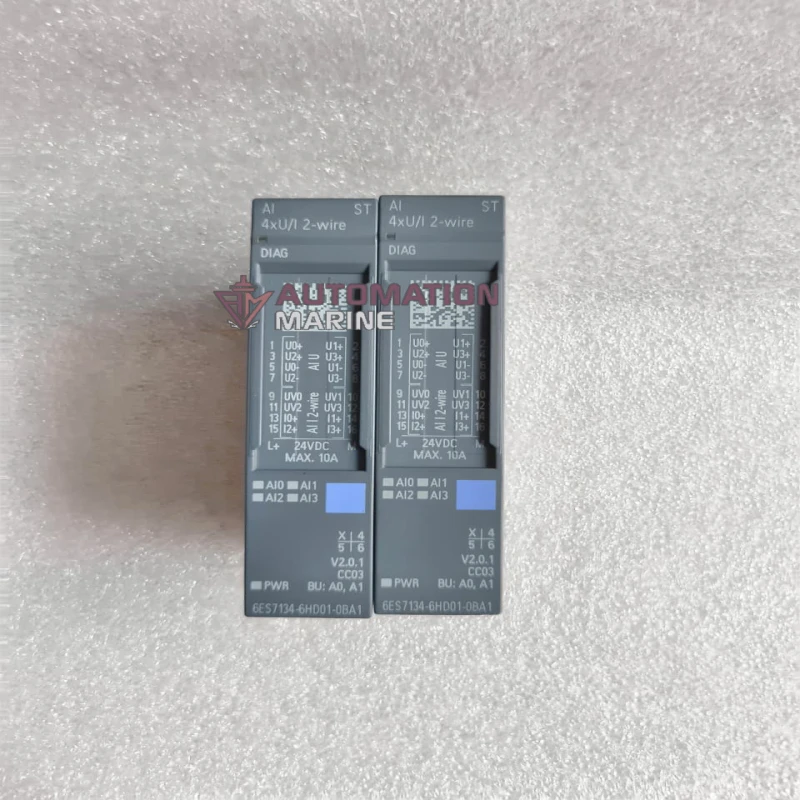 AI ST
4xU/I 2-wire
DIAG
1 U0+ U1+ 2
3 U2+ U3+ 4
5 U0- U1- 6
7 U2- U3- 8
AI U
9 UV0 UV1 10
11 UV2 UV3 12
13 I0+ I1+ 14
15 I2+ I3+ 16
AI I 2-wire
L+ 24VDC M
MAX. 10A
AI0 AI1
AI2 AI3
X 4
5 6
V2.0.1
CC03
PWR BU: A0, A1
6ES7134-6HD01-0BA1
AI ST
4xU/I 2-wire
DIAG
1 U0+ U1+ 2
3 U2+ U3+ 4
5 U0- U1- 6
7 U2- U3- 8
AI U
9 UV0 UV1 10
11 UV2 UV3 12
13 I0+ I1+ 14
15 I2+ I3+ 16
AI I 2-wire
L+ 24VDC M
MAX. 10A
AI0 AI1
AI2 AI3
X 4
5 6
V2.0.1
CC03
PWR BU: A0, A1
6ES7134-6HD01-0BA1
AUTOMATION
MARINE